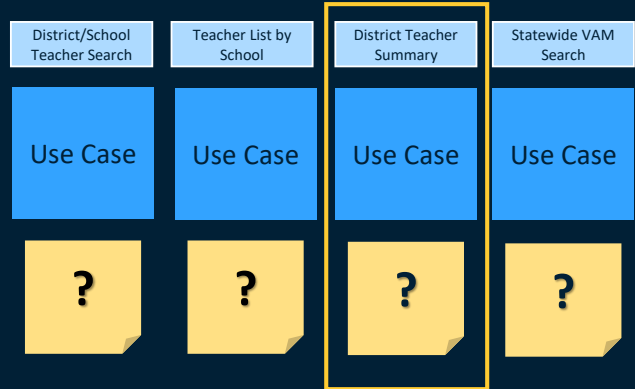 District/School
Teacher Search
Teacher List by
School
District Teacher
Summary
Statewide VAM
Search
Use Case
Use Case
Use Case
Use Case
?
?
?
?